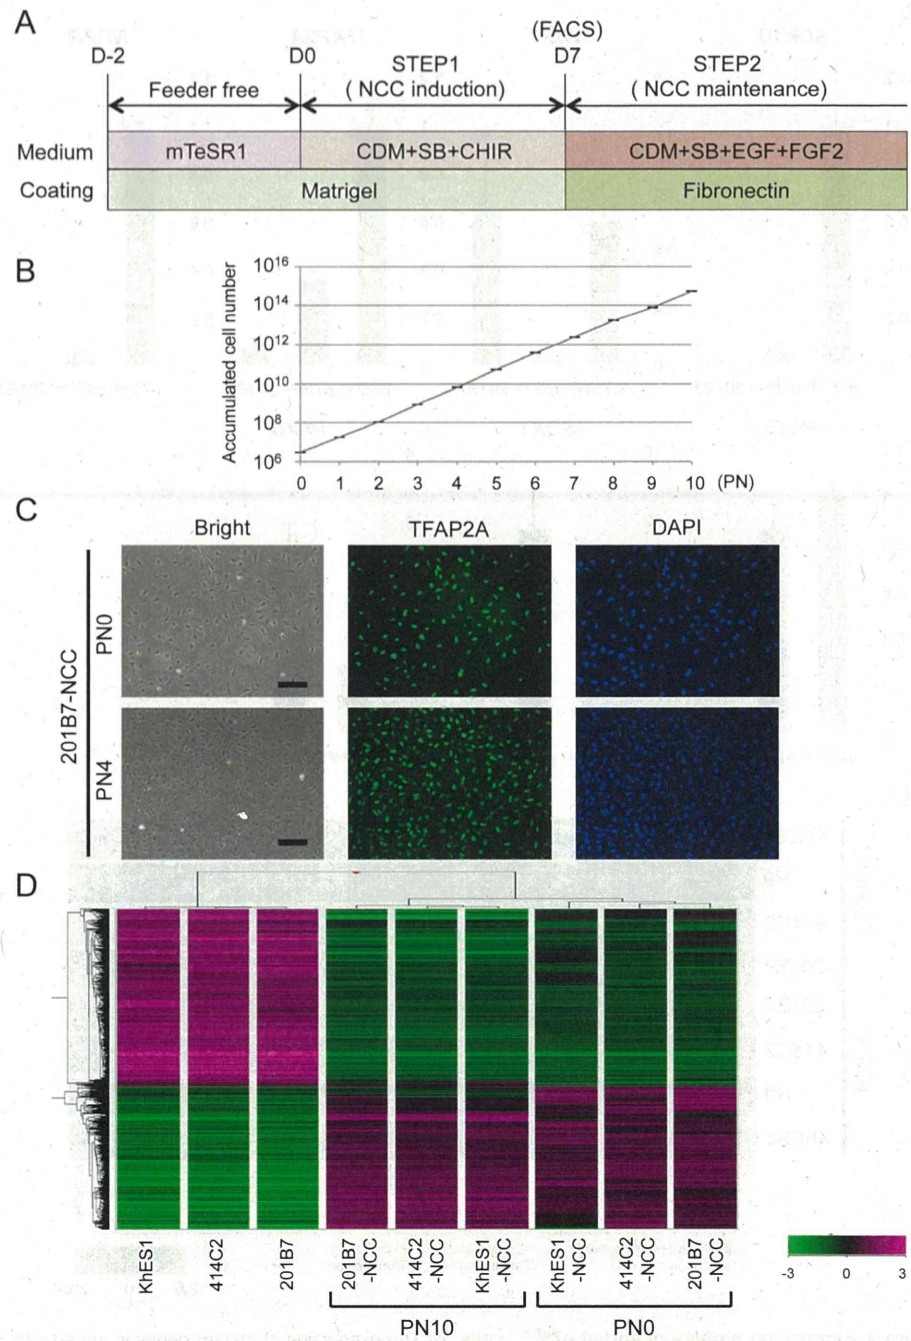 A
(FACS)
D-2
D0
D7
Feeder free
STEP1
( NCC induction)
STEP2
( NCC maintenance)
Medium
mTeSR1
CDM+SB+CHIR
CDM+SB+EGF+FGF2
Coating
Matrigel
Fibronectin
B
Accumulated cell number
10^16
10^14
10^12
10^10
10^8
10^6
0 1 2 3 4 5 6 7 8 9 10 (PN)
C
Bright
TFAP2A
DAPI
201B7-NCC
PN0
PN4
D
KhES1
414C2
201B7
201B7
-NCC
414C2
-NCC
KhES1
-NCC
KhES1
-NCC
414C2
-NCC
201B7
-NCC
PN10
PN0
-3 0 3